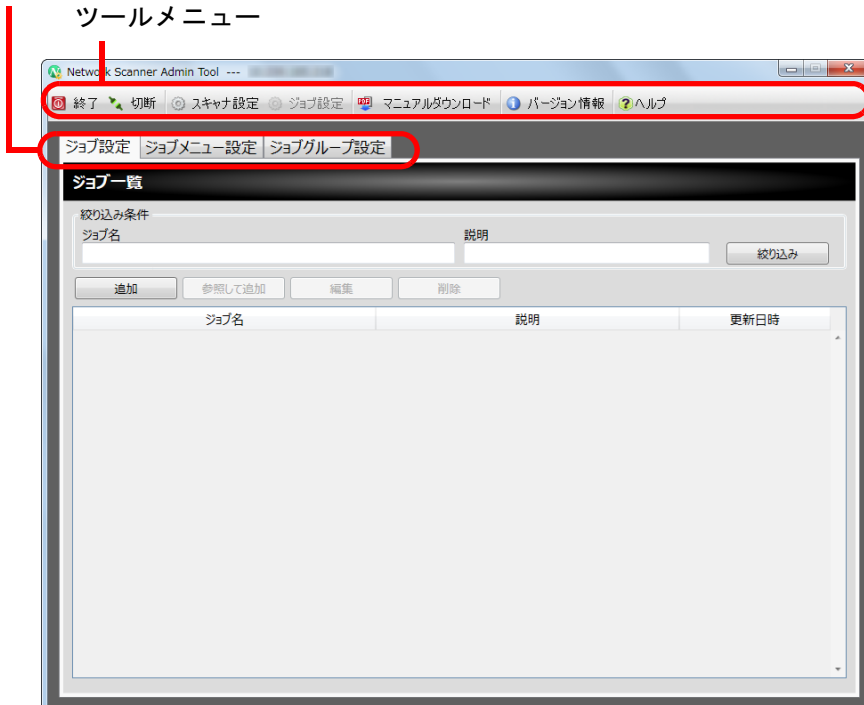 ツールメニュー
Network Scanner Admin Tool ---
終了 切断 スキャナ設定 ジョブ設定 マニュアルダウンロード バージョン情報 ヘルプ
ジョブ設定 ジョブメニュー設定 ジョブグループ設定
ジョブ一覧
絞り込み条件
ジョブ名 説明
絞り込み
追加 参照して追加 編集 削除
ジョブ名 説明 更新日時